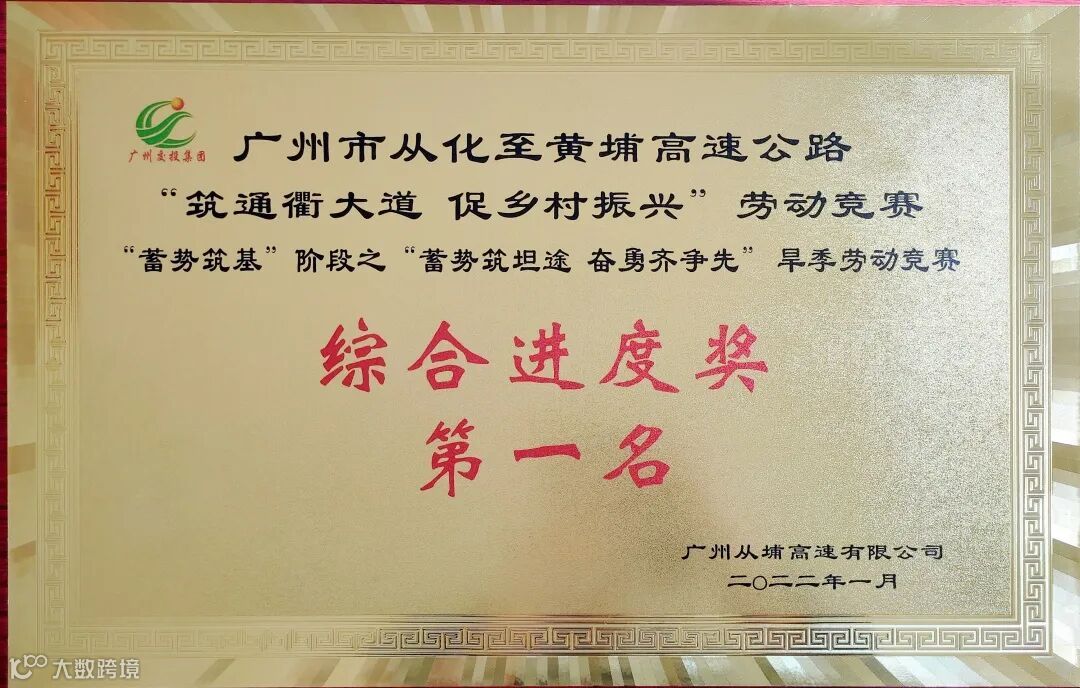 广州交投集团
广州市从化至黄埔高速公路
“筑通衢大道 促乡村振兴”劳动竞赛
“蓄势筑基”阶段之“蓄势筑坦途 奋勇齐争先”旱季劳动竞赛
综合进度奖
第一名
广州从埔高速有限公司
二〇二二年一月
大数跨境